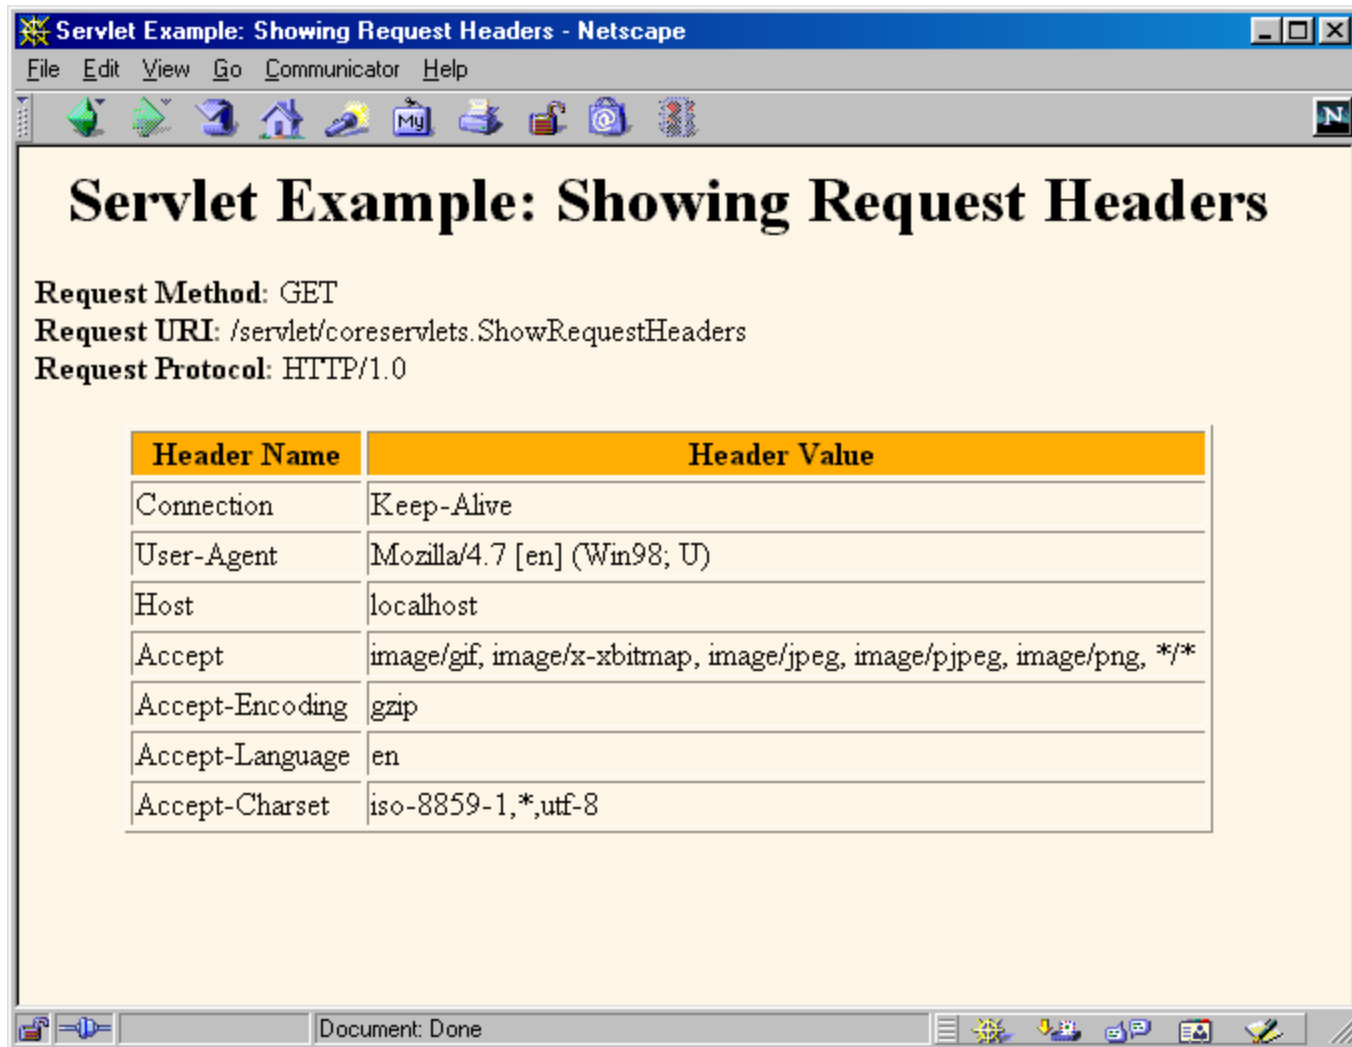 Servlet Example: Showing Request Headers - Netscape
File Edit View Go Communicator Help
My
N
Servlet Example: Showing Request Headers
Request Method: GET
Request URI: /servlet/coreservlets.ShowRequestHeaders
Request Protocol: HTTP/1.0
Header Name Header Value
Connection Keep-Alive
User-Agent Mozilla/4.7 [en] (Win98; U)
Host localhost
Accept image/gif, image/x-xbitmap, image/jpeg, image/pjpeg, image/png, */*
Accept-Encoding gzip
Accept-Language en
Accept-Charset iso-8859-1,*,utf-8
Document: Done